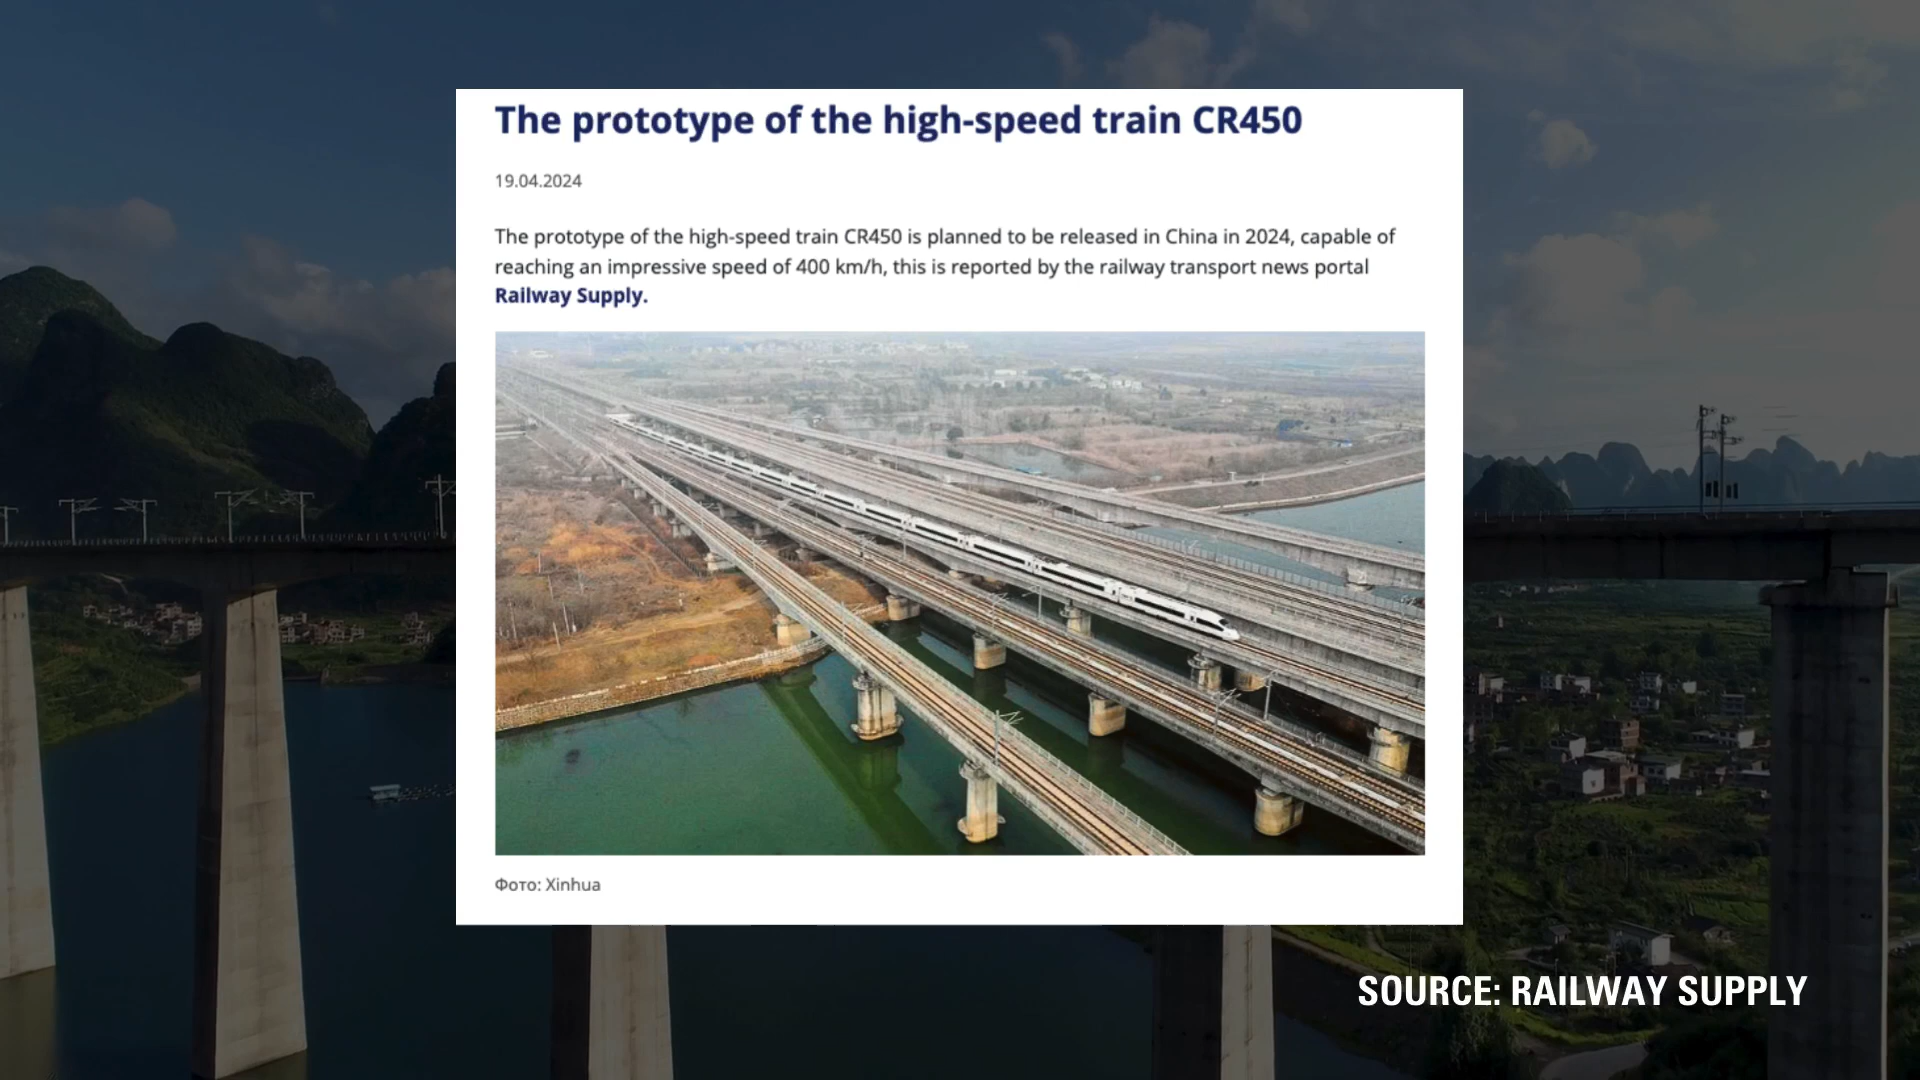 The prototype of the high-speed train CR450
19.04.2024
The prototype of the high-speed train CR450 is planned to be released in China in 2024, capable of
reaching an impressive speed of 400 km/h, this is reported by the railway transport news portal
Railway Supply.
Фото: Xinhua
SOURCE: RAILWAY SUPPLY